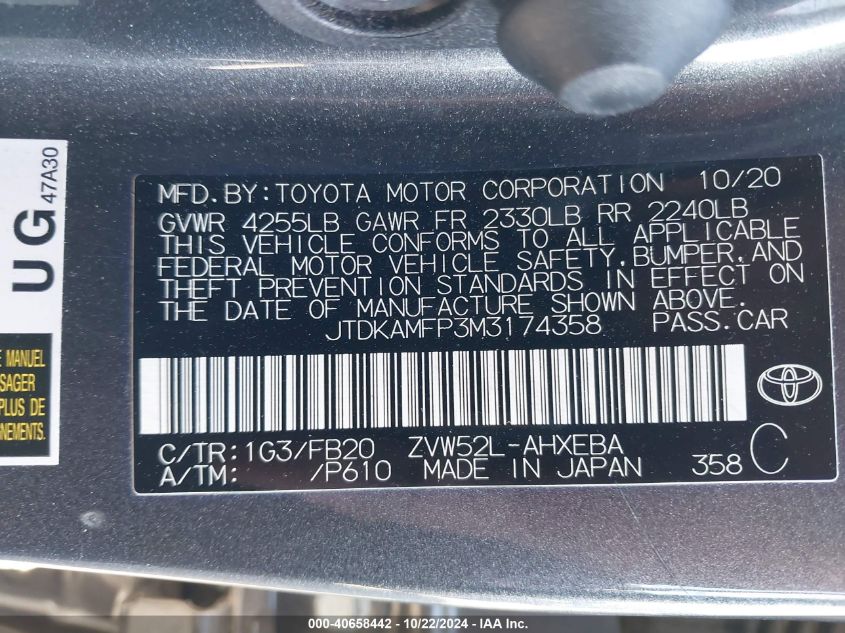 MFD.BY:TOYOTA MOTOR CORPORATION 10/20
GVWR 4255LB GAWR FR 2330LB RR 2240LB
THIS VEHICLE CONFORMS TO ALL APPLICABLE
FEDERAL MOTOR VEHICLE SAFETY,BUMPER,AND
THEFT PREVENTION STANDARDS IN EFFECT ON
THE DATE OF MANUFACTURE SHOWN ABOVE.
JTDKAMFP3M3174358 PASS.CAR
C/TR:1G3/FB20 ZVW52L-AHXEBA
A/TM: /P610 MADE IN JAPAN 358 C
UG
47A30
E MANUEL
SAGER
PLUS DE
NGS
000-40658442 - 10/22/2024 - IAA Inc.